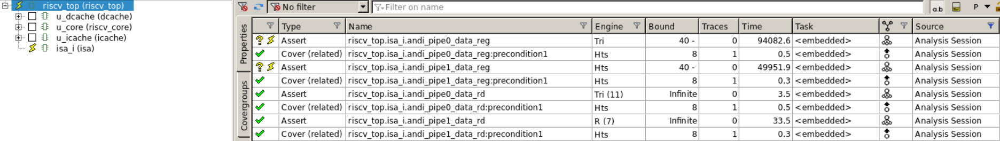 riscv_top (riscv_top)
u_dcache (dcache)
u_core (riscv_core)
u_icache (icache)
isa_i (isa)
No filter Filter on name a.b P
Properties
Covergroups
Type Name Engine Bound Traces Time Task Source
Assert riscv_top.isa_i.andi_pipe0_data_reg Tri 40 - 0 94082.6 <embedded> Analysis Session
Cover (related) riscv_top.isa_i.andi_pipe0_data_reg:precondition1 Hts 8 1 0.5 <embedded> Analysis Session
Assert riscv_top.isa_i.andi_pipe1_data_reg Hts 40 - 0 49951.9 <embedded> Analysis Session
Cover (related) riscv_top.isa_i.andi_pipe1_data_reg:precondition1 Hts 8 1 0.3 <embedded> Analysis Session
Assert riscv_top.isa_i.andi_pipe0_data_rd Tri (11) Infinite 0 3.5 <embedded> Analysis Session
Cover (related) riscv_top.isa_i.andi_pipe0_data_rd:precondition1 Hts 8 1 0.5 <embedded> Analysis Session
Assert riscv_top.isa_i.andi_pipe1_data_rd R (7) Infinite 0 33.5 <embedded> Analysis Session
Cover (related) riscv_top.isa_i.andi_pipe1_data_rd:precondition1 Hts 8 1 0.3 <embedded> Analysis Session